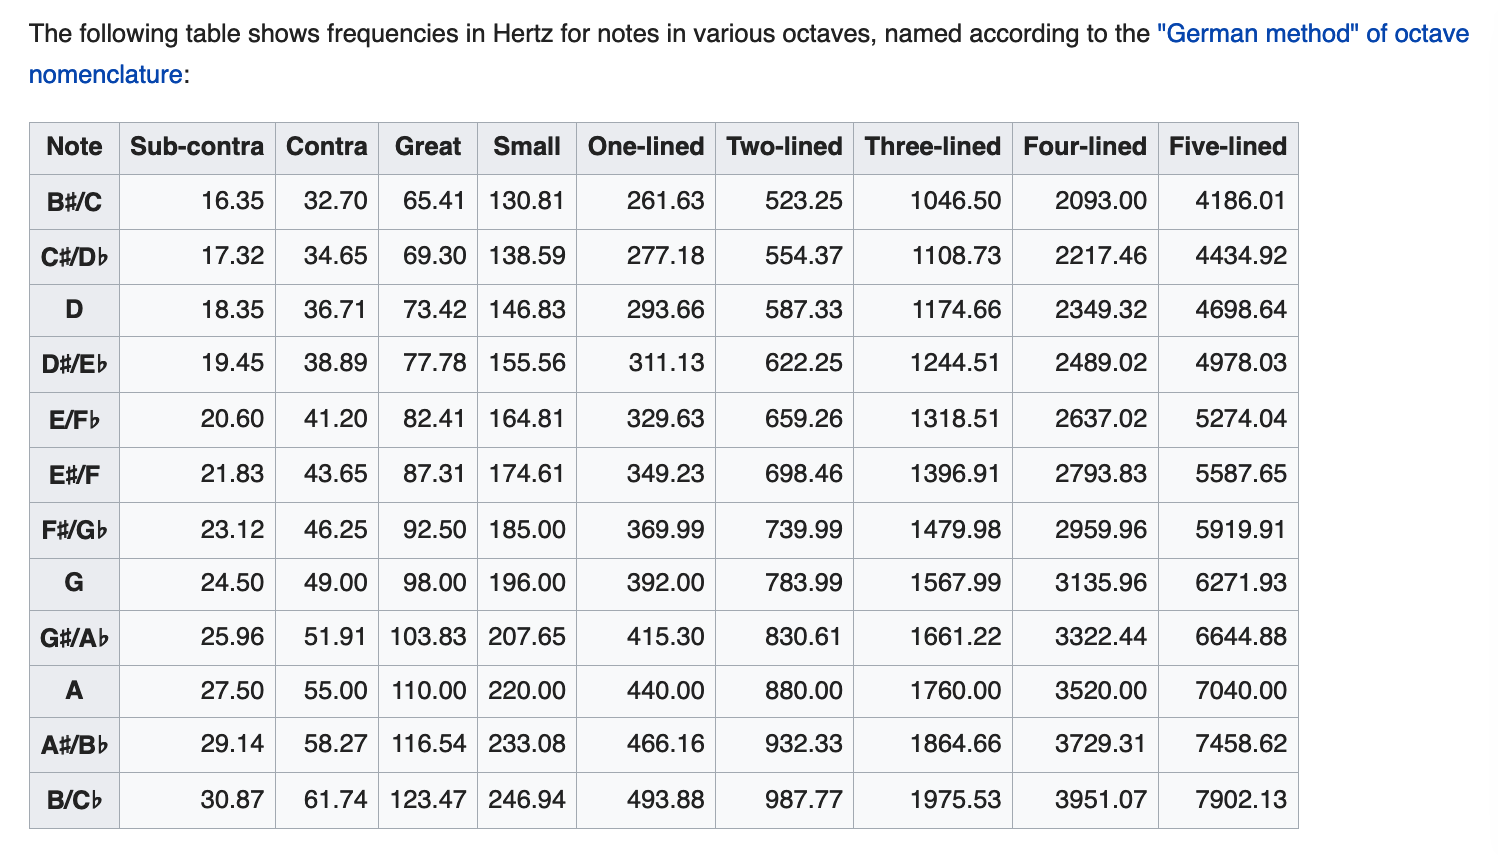 The following table shows frequencies in Hertz for notes in various octaves, named according to the "German method" of octave
nomenclature:
Note Sub-contra Contra Great Small One-lined Two-lined Three-lined Four-lined Five-lined
B♯/C 16.35 32.70 65.41 130.81 261.63 523.25 1046.50 2093.00 4186.01
C♯/D♭ 17.32 34.65 69.30 138.59 277.18 554.37 1108.73 2217.46 4434.92
D 18.35 36.71 73.42 146.83 293.66 587.33 1174.66 2349.32 4698.64
D♯/E♭ 19.45 38.89 77.78 155.56 311.13 622.25 1244.51 2489.02 4978.03
E/F♭ 20.60 41.20 82.41 164.81 329.63 659.26 1318.51 2637.02 5274.04
E♯/F 21.83 43.65 87.31 174.61 349.23 698.46 1396.91 2793.83 5587.65
F♯/G♭ 23.12 46.25 92.50 185.00 369.99 739.99 1479.98 2959.96 5919.91
G 24.50 49.00 98.00 196.00 392.00 783.99 1567.99 3135.96 6271.93
G♯/A♭ 25.96 51.91 103.83 207.65 415.30 830.61 1661.22 3322.44 6644.88
A 27.50 55.00 110.00 220.00 440.00 880.00 1760.00 3520.00 7040.00
A♯/B♭ 29.14 58.27 116.54 233.08 466.16 932.33 1864.66 3729.31 7458.62
B/C♭ 30.87 61.74 123.47 246.94 493.88 987.77 1975.53 3951.07 7902.13